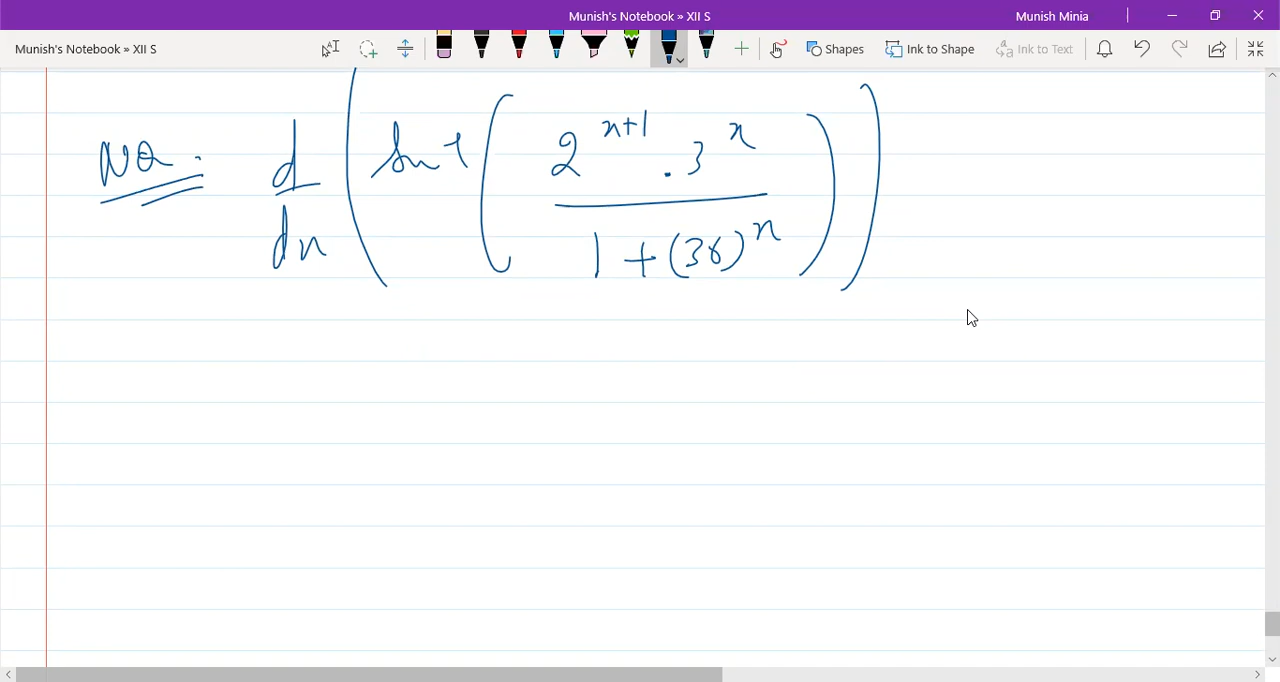 Munish's Notebook » XII S
Munish Minia
Munish's Notebook » XII S
Shapes
Ink to Shape
Ink to Text
NQ. d/dx ( Sin⁻¹ ( 2^(x+1) . 3^x / 1 + (36)^x ) )